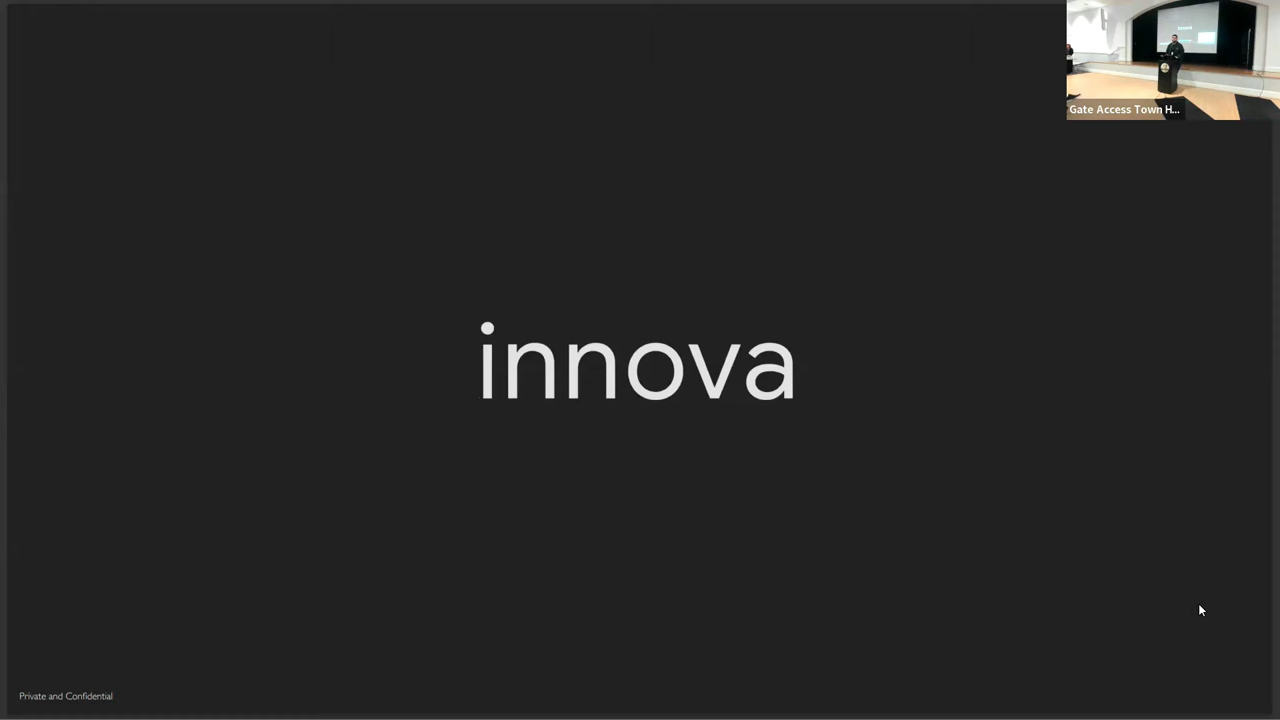 Gate Access Town H...
innova
Private and Confidential